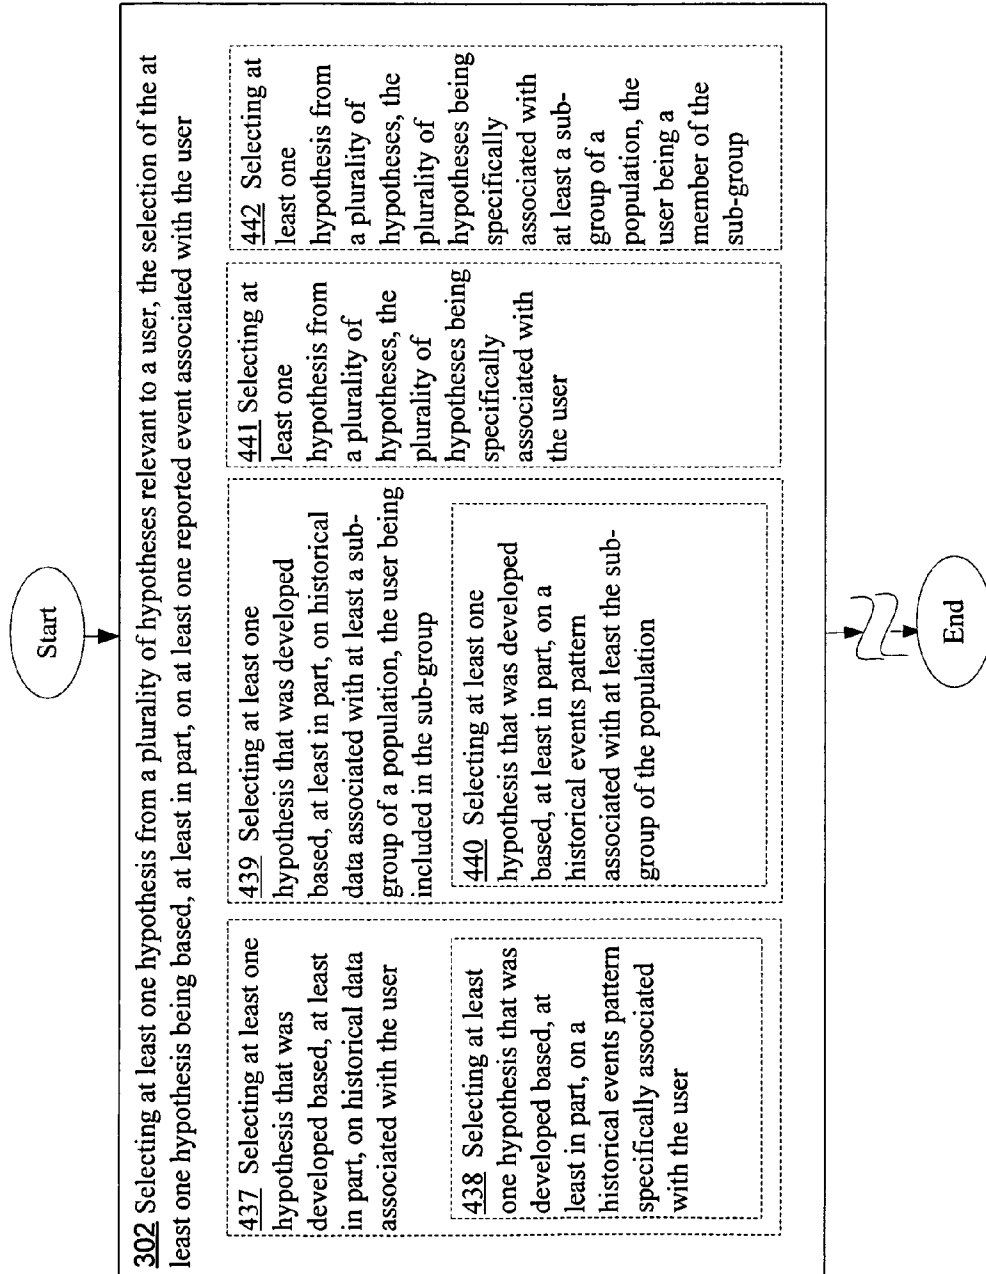 Start
302 Selecting at least one hypothesis from a plurality of hypotheses relevant to a user, the selection of the at
least one hypothesis being based, at least in part, on at least one reported event associated with the user
437 Selecting at least one
hypothesis that was
developed based, at least
in part, on historical data
associated with the user
438 Selecting at least
one hypothesis that was
developed based, at
least in part, on a
historical events pattern
specifically associated
with the user
439 Selecting at least one
hypothesis that was developed
based, at least in part, on historical
data associated with at least a sub-
group of a population, the user being
included in the sub-group
440 Selecting at least one
hypothesis that was developed
based, at least in part, on a
historical events pattern
associated with at least the sub-
group of the population
441 Selecting at
least one
hypothesis from
a plurality of
hypotheses, the
plurality of
hypotheses being
specifically
associated with
the user
442 Selecting at
least one
hypothesis from
a plurality of
hypotheses, the
plurality of
hypotheses being
specifically
associated with
at least a sub-
group of a
population, the
user being a
member of the
sub-group
End